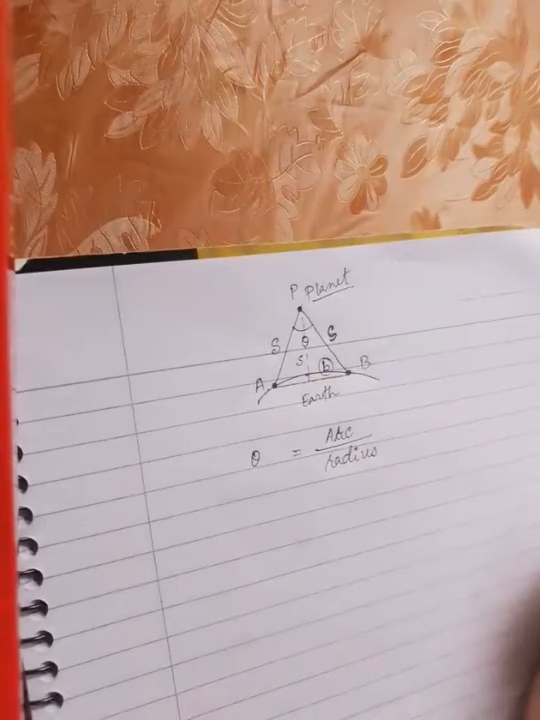 P Planet
S θ S
S
A b B
Earth
θ = Arc / radius